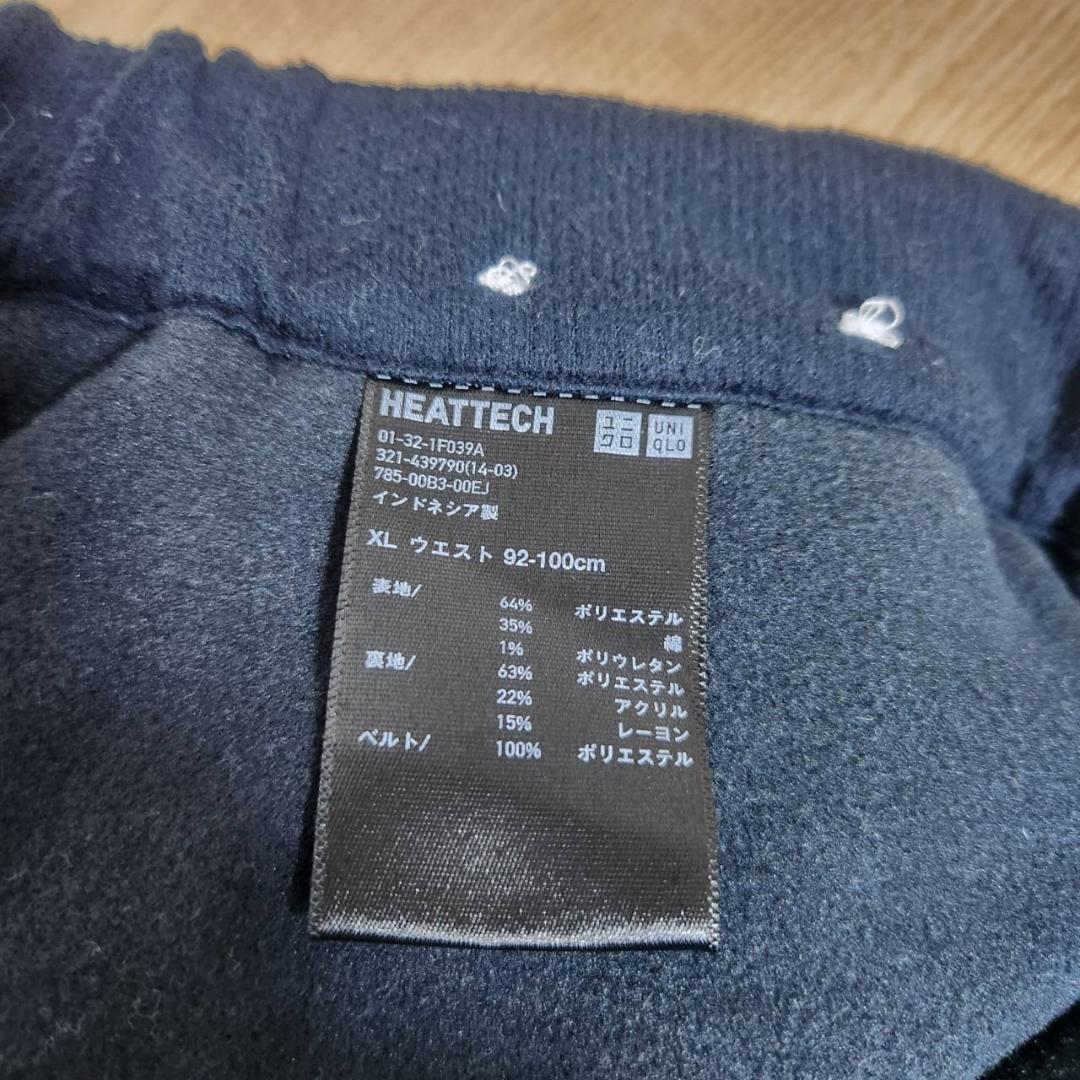 HEATTECH
ユニクロ
UNIQLO
01-32-1F039A
321-439790(14-03)
785-00B3-00EJ
インドネシア製
XL ウエスト 92-100cm
表地/
64% ポリエステル
35% 綿
1% ポリウレタン
裏地/
63% ポリエステル
22% アクリル
15% レーヨン
ベルト/
100% ポリエステル